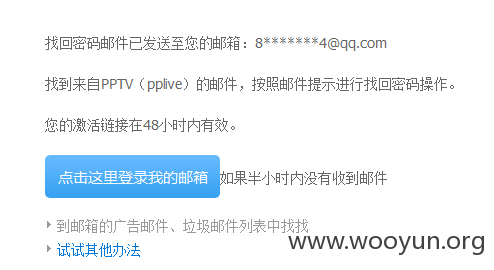 找回密码邮件已发送至您的邮箱：8*******4@qq.com
找到来自PPTV（pplive）的邮件，按照邮件提示进行找回密码操作。
您的激活链接在48小时内有效。
点击这里登录我的邮箱 如果半小时内没有收到邮件
到邮箱的广告邮件、垃圾邮件列表中找找
试试其他办法
www.wooyun.org